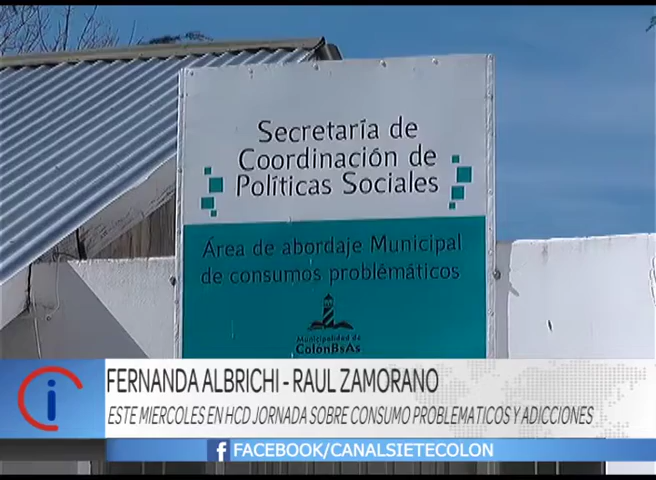 Secretaría de
Coordinación de
Políticas Sociales
Área de abordaje Municipal
de consumos problématicos
Municipalidad de
ColonBsAs
FERNANDA ALBRICHI - RAUL ZAMORANO
ESTE MIERCOLES EN HCD JORNADA SOBRE CONSUMO PROBLEMATICOS Y ADICCIONES
f FACEBOOK/CANALSIETECOLON